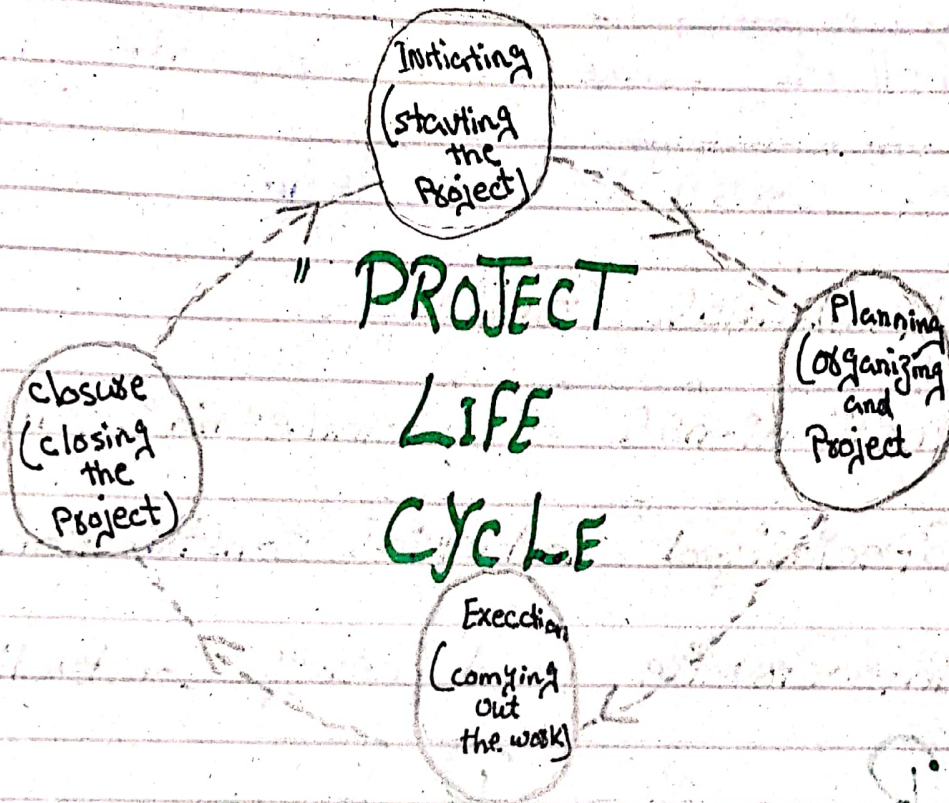 Initiating
(starting
the
Project)
" PROJECT
LIFE
CYCLE
Planning
(organizing
and
Project
Execution
(carrying
out
the work)
closure
(closing
the
project)